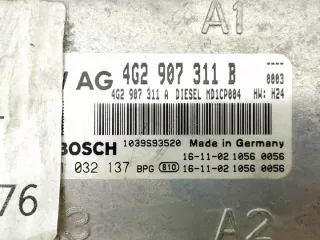 A1
AG 4G2 907 311 B
----
0003
4G2 907 311 A DIESEL MD1CP004 HW: H24
BOSCH 1039S93520 Made in Germany
16-11-02 1056 0056
032 137 BPG 810 16-11-02 1056 0056
76
3
A2